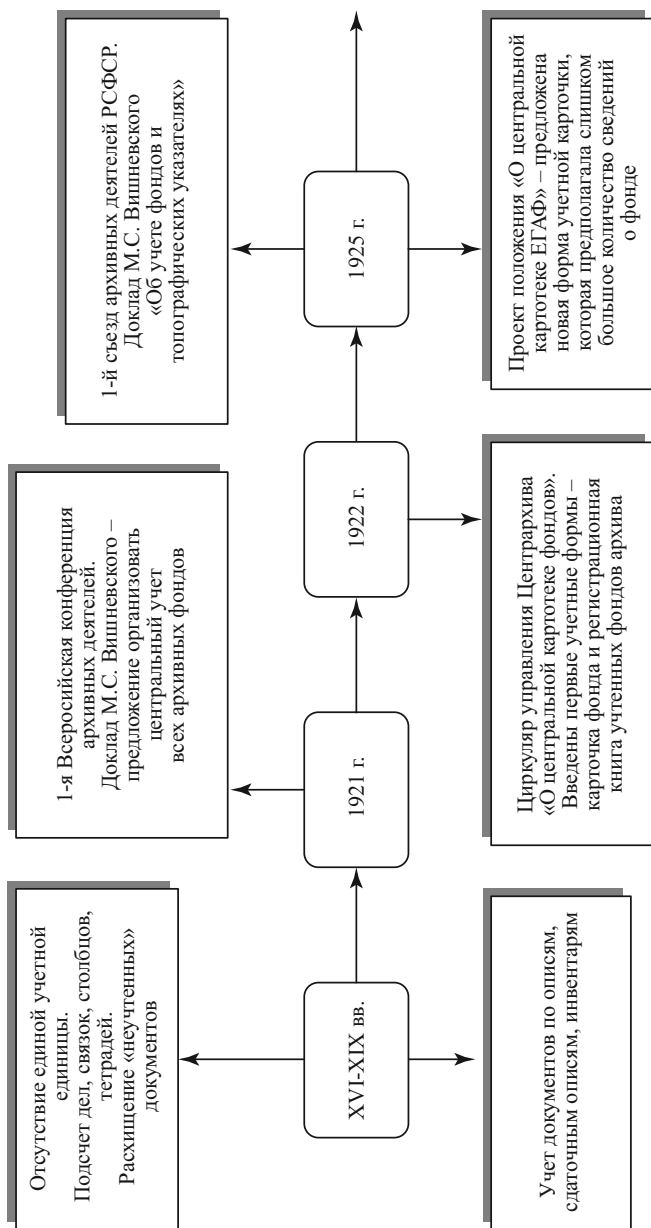 Отсутствие единой учетной
единицы.
Подсчет дел, связок, столбцов,
тетрадей.
Расхищение «неучтенных»
документов
XVI-XIX вв.
Учет документов по описям,
сдаточным описям, инвентарям
1-я Всеросийская конференция
архивных деятелей.
Доклад М.С. Вишневского –
предложение организовать
центральный учет
всех архивных фондов
1921 г.
1922 г.
Циркуляр управления Центрархива
«О центральной картотеке фондов».
Введены первые учетные формы –
карточка фонда и регистрационная
книга учтенных фондов архива
1-й съезд архивных деятелей РСФСР.
Доклад М.С. Вишневского
«Об учете фондов и
топографических указателях»
1925 г.
Проект положения «О центральной
картотеке ЕГАФ» – предложена
новая форма учетной карточки,
которая предполагала слишком
большое количество сведений
о фонде